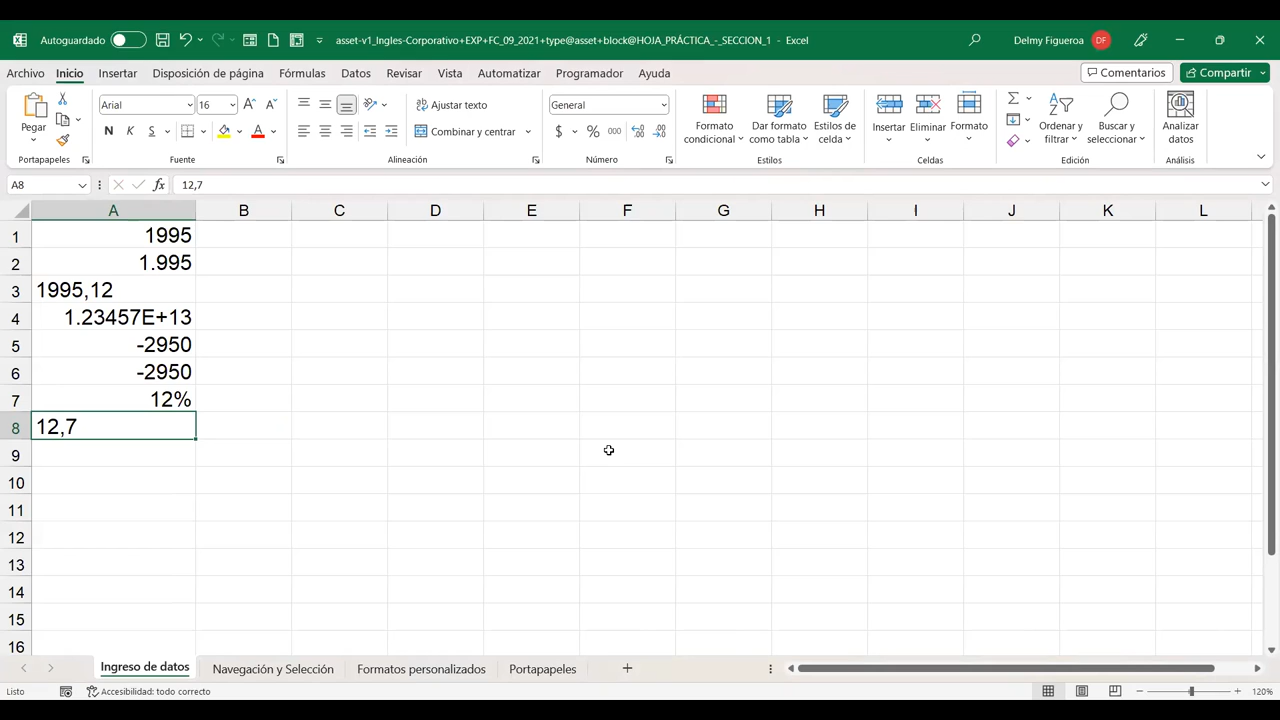 Autoguardado asset-v1_Ingles-Corporativo+EXP+FC_09_2021+type@asset+block@HOJA_PRÁCTICA_-_SECCION_1 - Excel Delmy Figueroa DF
Archivo Inicio Insertar Disposición de página Fórmulas Datos Revisar Vista Automatizar Programador Ayuda Comentarios Compartir
Pegar
Portapapeles
Arial 16
N K S
Fuente
Ajustar texto
Combinar y centrar
Alineación
General
$ % 000
Número
Formato condicional
Dar formato como tabla
Estilos de celda
Estilos
Insertar Eliminar Formato
Celdas
Ordenar y filtrar
Buscar y seleccionar
Edición
Analizar datos
Análisis
A8 fx 12,7
A B C D E F G H I J K L
1 1995
2 1.995
3 1995,12
4 1.23457E+13
5 -2950
6 -2950
7 12%
8 12,7
9
10
11
12
13
14
15
16
Ingreso de datos Navegación y Selección Formatos personalizados Portapapeles
Listo Accesibilidad: todo correcto 120%